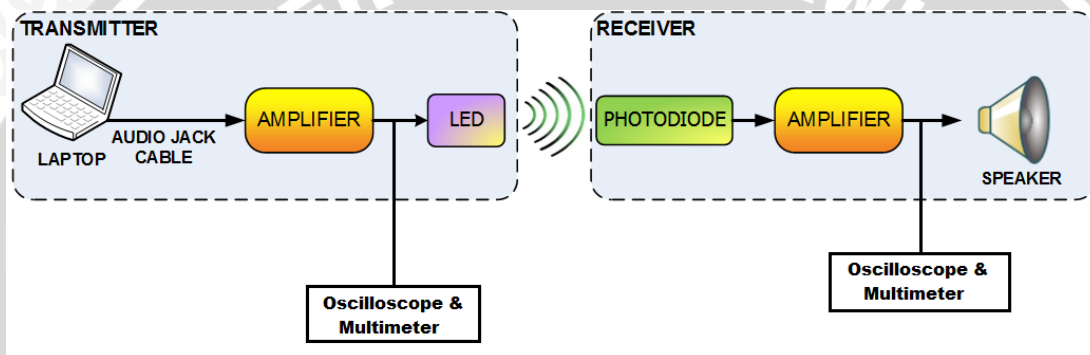 TRANSMITTER
LAPTOP
AUDIO JACK
CABLE
AMPLIFIER
LED
Oscilloscope &
Multimeter
RECEIVER
PHOTODIODE
AMPLIFIER
SPEAKER
Oscilloscope &
Multimeter